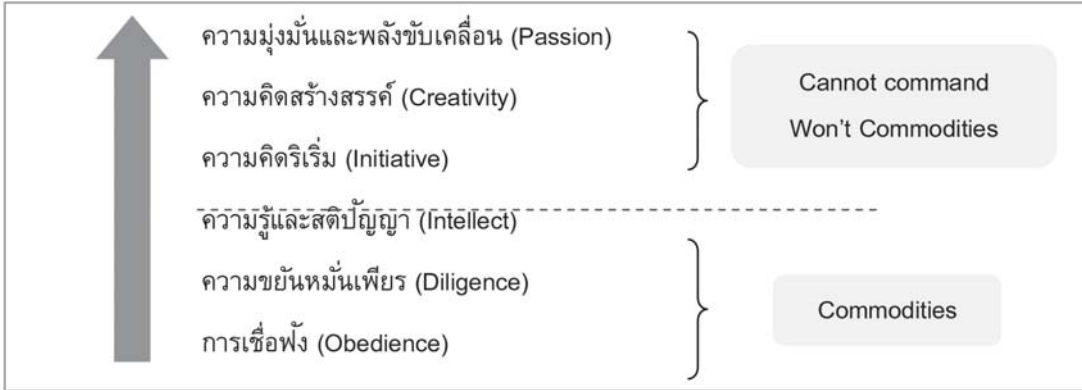 ความมุ่งมั่นและพลังขับเคลื่อน (Passion)
ความคิดสร้างสรรค์ (Creativity)
ความคิดริเริ่ม (Initiative)
Cannot command
Won't Commodities
ความรู้และสติปัญญา (Intellect)
ความขยันหมั่นเพียร (Diligence)
การเชื่อฟัง (Obedience)
Commodities